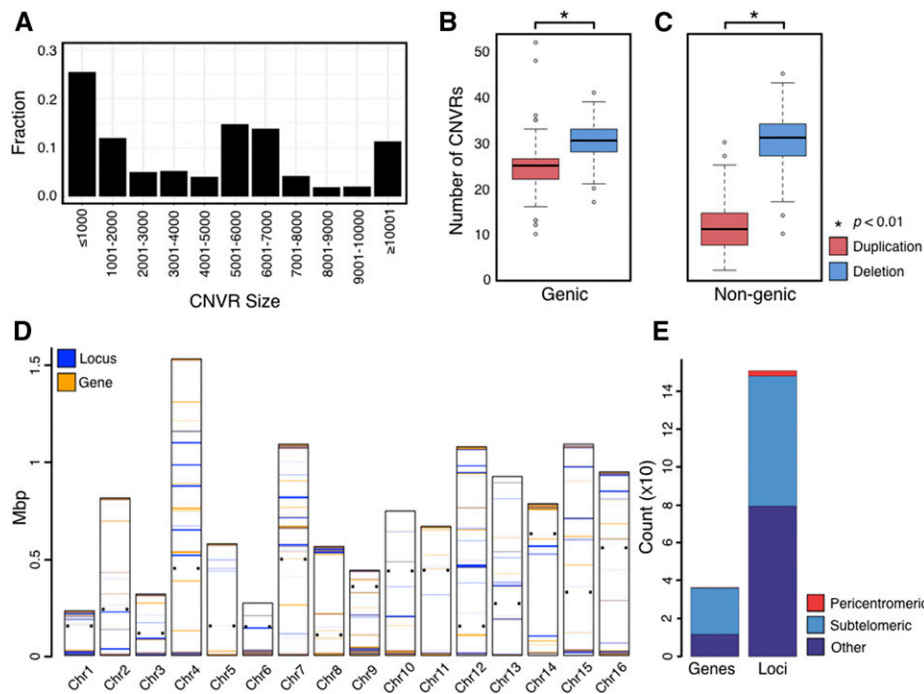 A
0.3
0.2
0.1
0.0
Fraction
≤1000
1001-2000
2001-3000
3001-4000
4001-5000
5001-6000
6001-7000
7001-8000
8001-9000
9001-10000
≥10001
CNVR Size
B
*
50
40
30
20
10
0
Number of CNVRs
Genic
C
*
Non-genic
* p < 0.01
Duplication
Deletion
D
Locus
Gene
1.5
1
0.5
0
Mbp
Chr1
Chr2
Chr3
Chr4
Chr5
Chr6
Chr7
Chr8
Chr9
Chr10
Chr11
Chr12
Chr13
Chr14
Chr15
Chr16
E
14
12
10
8
6
4
2
0
Count (x10)
Genes
Loci
Pericentromeric
Subtelomeric
Other